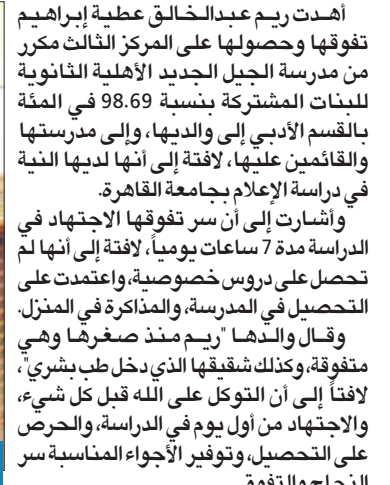 أهدت ريم عبدالخالق عطية إبراهيم
تفوقها وحصولها على المركز الثالث مكرر
من مدرسة الجيل الجديد الأهلية الثانوية
للبنات المشتركة بنسبة 98.69 في المئة
بالقسم الأدبي إلى والديها، وإلى مدرستها
والقائمين عليها، لافتة إلى أنها لديها النية
في دراسة الإعلام بجامعة القاهرة.
وأشارت إلى أن سر تفوقها الاجتهاد في
الدراسة مدة 7 ساعات يومياً، لافتة إلى أنها لم
تحصل على دروس خصوصية، واعتمدت على
التحصيل في المدرسة، والمذاكرة في المنزل.
وقال والدها "ريم منذ صغرها وهي
متفوقة، وكذلك شقيقها الذي دخل طب بشري"،
لافتاً إلى أن التوكل على الله قبل كل شيء،
والاجتهاد من أول يوم في الدراسة، والحرص
على التحصيل، وتوفير الأجواء المناسبة سر
النجاح والتفوق